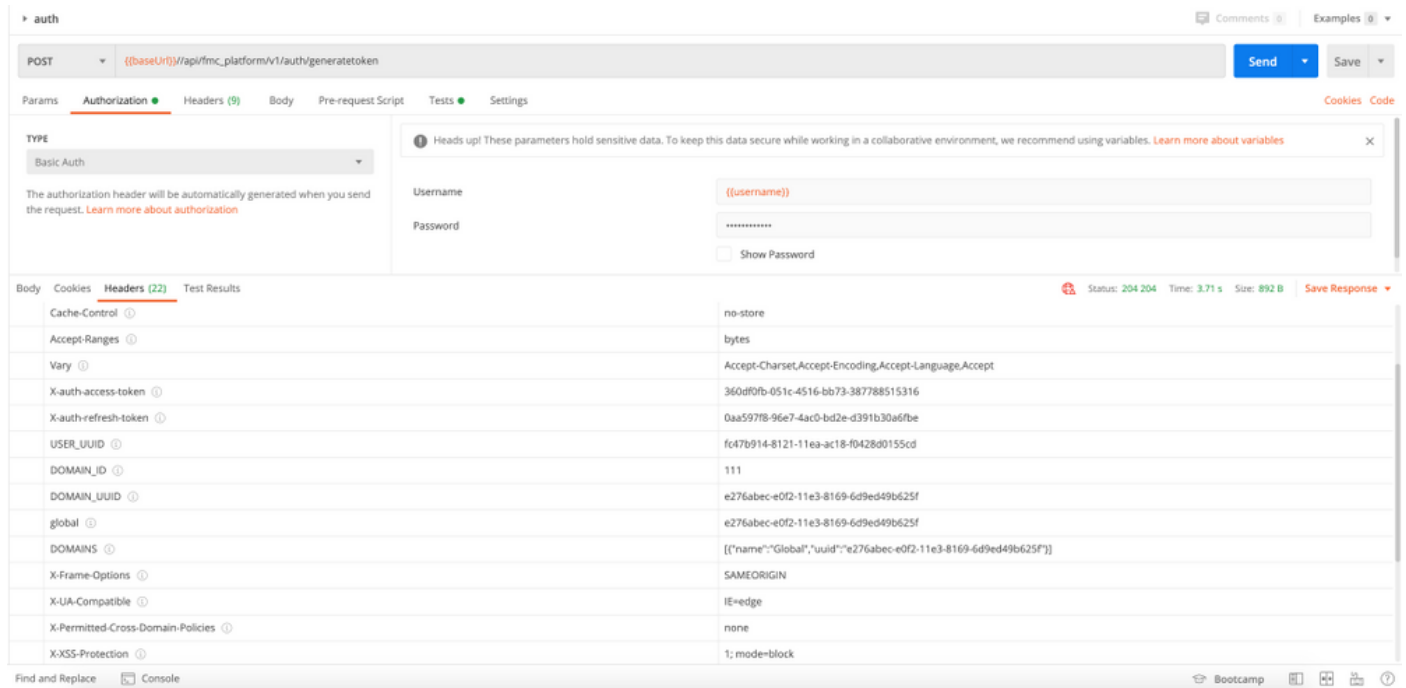 auth Comments 0 Examples 0
POST {{baseUrl}}//api/fmc_platform/v1/auth/generatetoken Send Save
Params Authorization Headers (9) Body Pre-request Script Tests Settings Cookies Code
TYPE
Basic Auth
The authorization header will be automatically generated when you send
the request. Learn more about authorization
Heads up! These parameters hold sensitive data. To keep this data secure while working in a collaborative environment, we recommend using variables. Learn more about variables
Username {{username}}
Password ••••••••••••
Show Password
Body Cookies Headers (22) Test Results Status: 204 204 Time: 3.71 s Size: 892 B Save Response
Cache-Control no-store
Accept-Ranges bytes
Vary Accept-Charset,Accept-Encoding,Accept-Language,Accept
X-auth-access-token 360df0fb-051c-4516-bb73-387788515316
X-auth-refresh-token 0aa597f8-96e7-4ac0-bd2e-d391b30a6fbe
USER_UUID fc47b914-8121-11ea-ac18-f0428d0155cd
DOMAIN_ID 111
DOMAIN_UUID e276abec-e0f2-11e3-8169-6d9ed49b625f
global e276abec-e0f2-11e3-8169-6d9ed49b625f
DOMAINS [{"name":"Global","uuid":"e276abec-e0f2-11e3-8169-6d9ed49b625f"}]
X-Frame-Options SAMEORIGIN
X-UA-Compatible IE=edge
X-Permitted-Cross-Domain-Policies none
X-XSS-Protection 1; mode=block
Find and Replace Console Bootcamp